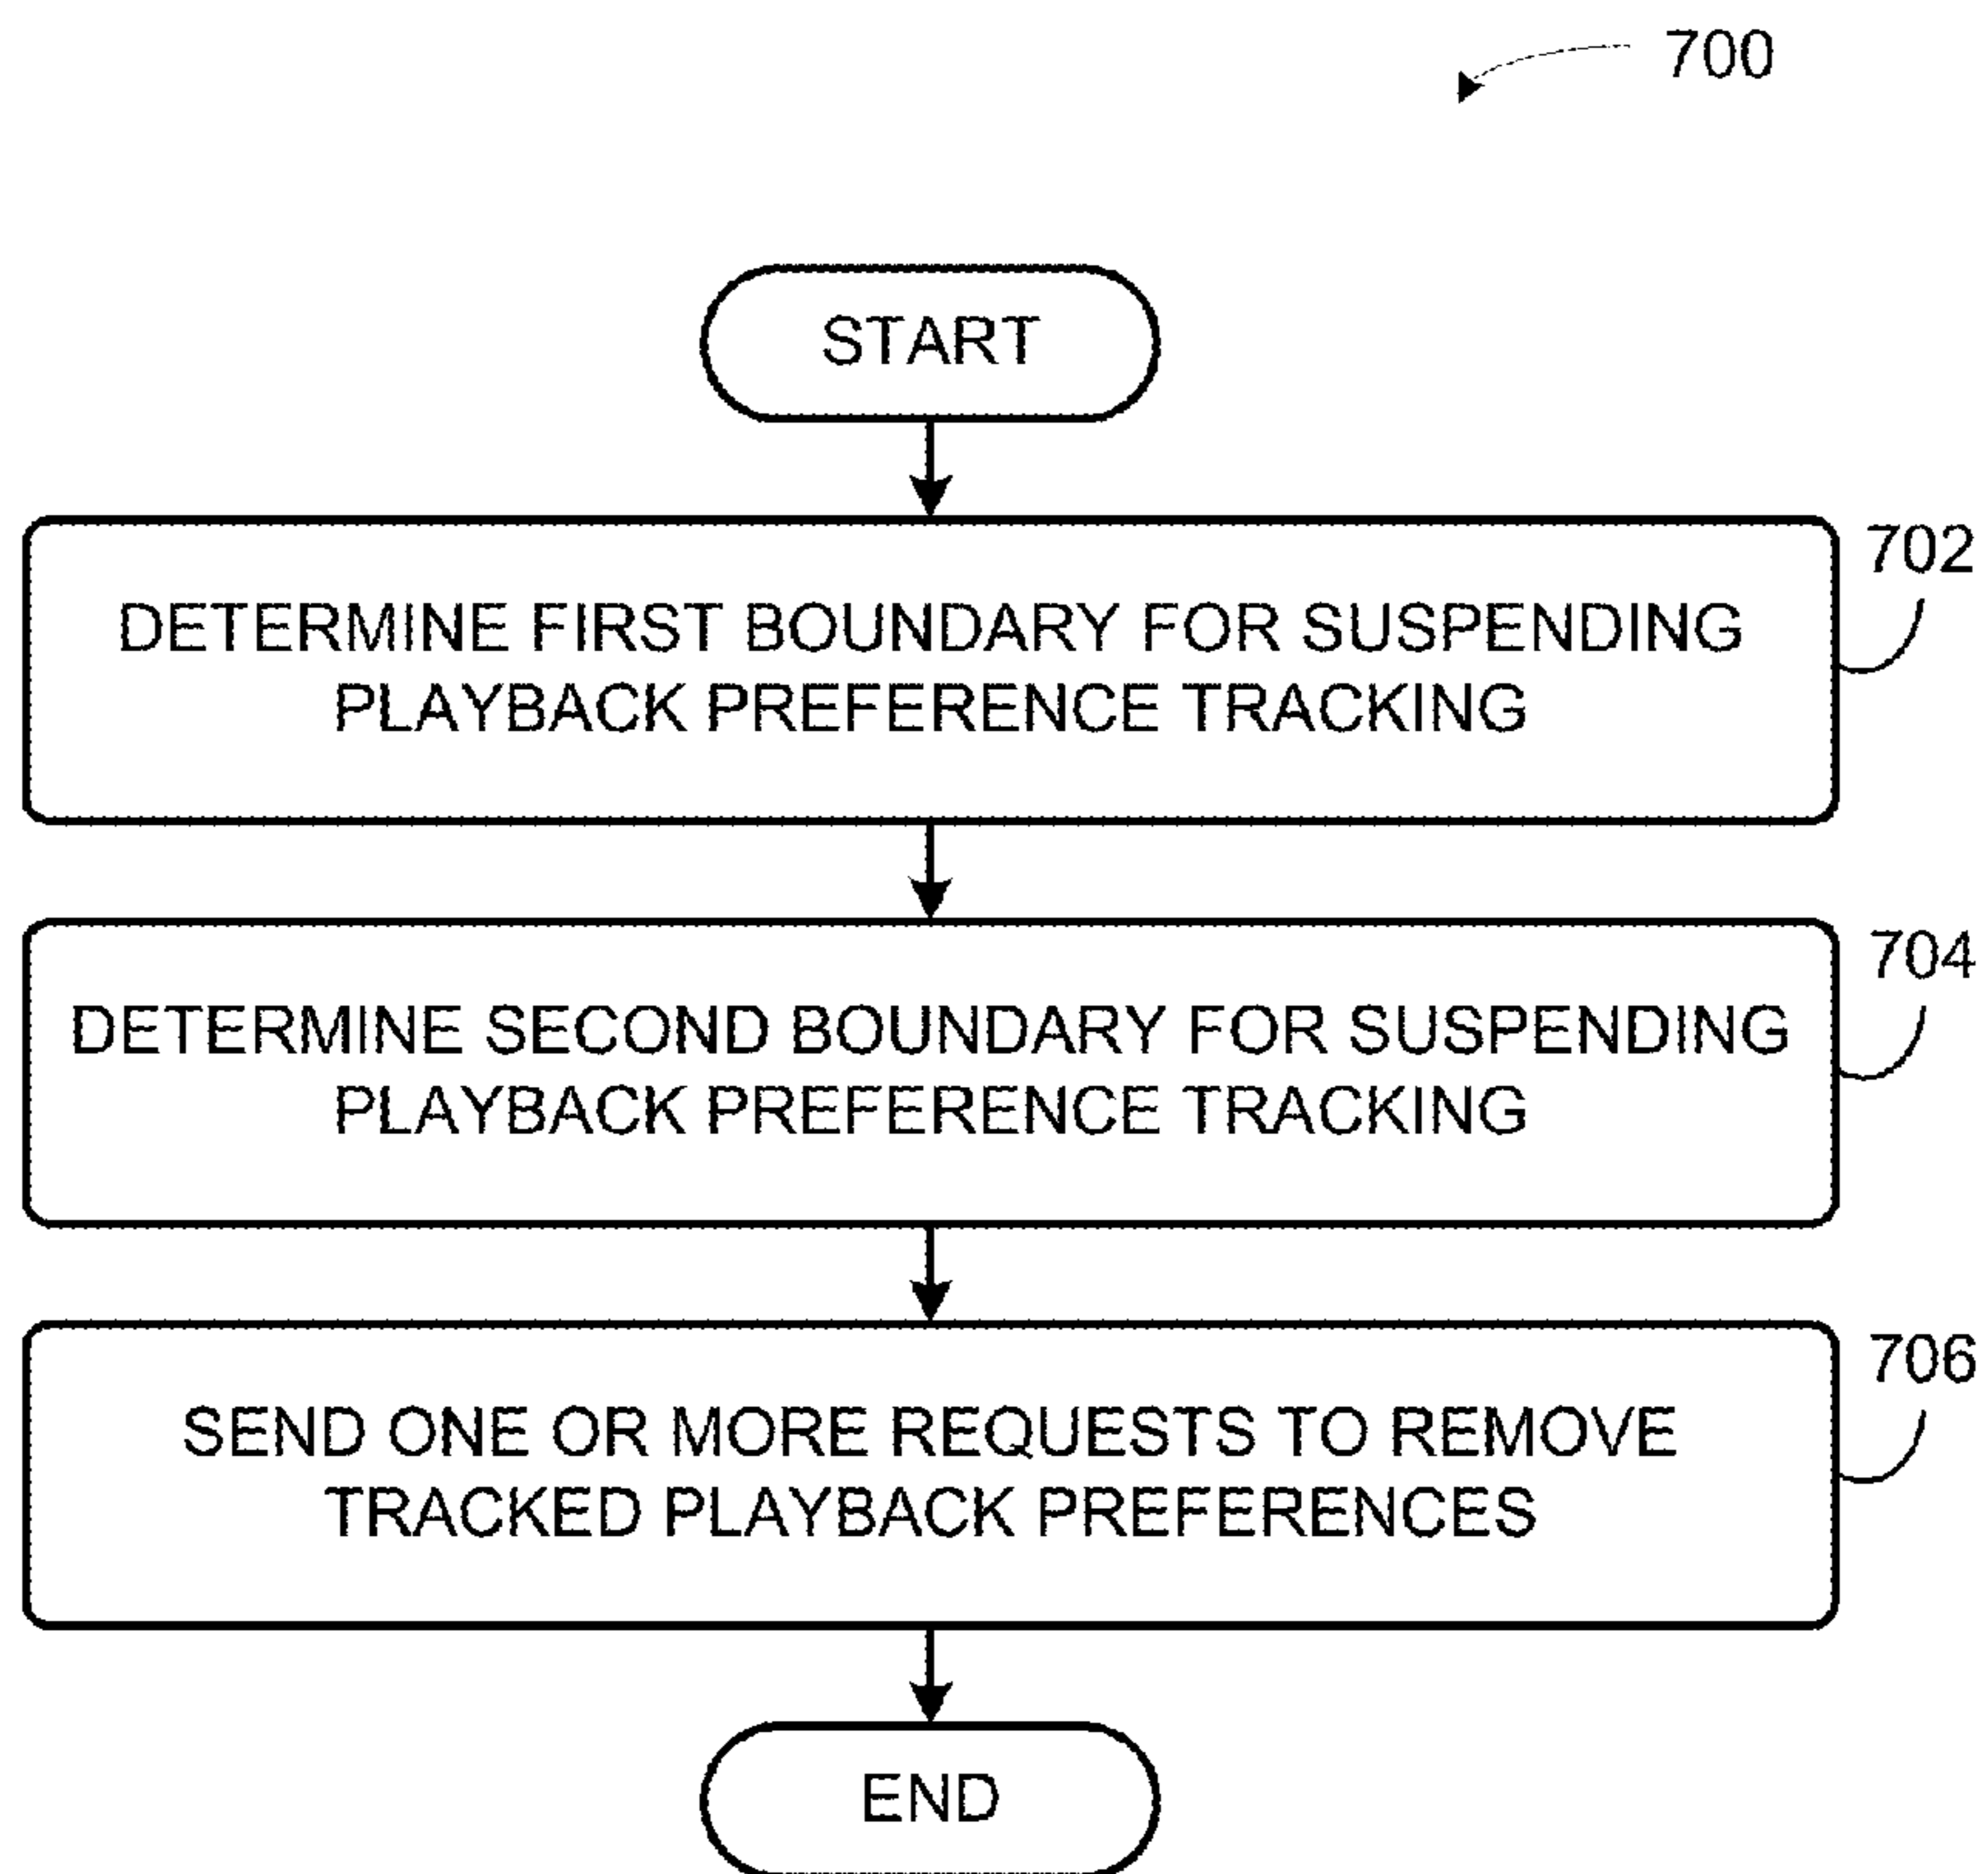 700
START
702
DETERMINE FIRST BOUNDARY FOR SUSPENDING
PLAYBACK PREFERENCE TRACKING
704
DETERMINE SECOND BOUNDARY FOR SUSPENDING
PLAYBACK PREFERENCE TRACKING
706
SEND ONE OR MORE REQUESTS TO REMOVE
TRACKED PLAYBACK PREFERENCES
END